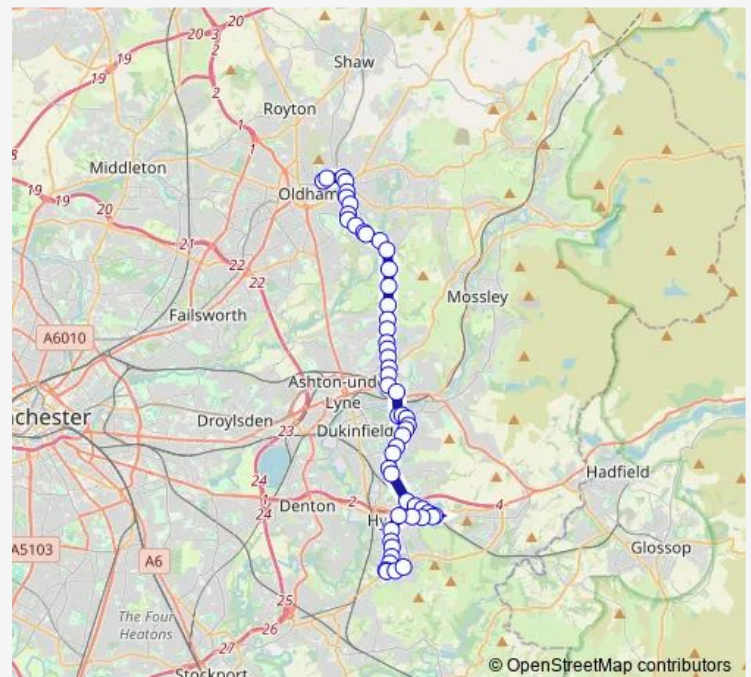 20
20
3
2
19
2
Shaw
1
Royton
1
8
Middleton
19
19
20
Oldham
21
22
22
Mossley
Failsworth
A6010
Ashton-und
Lyne
chester
Droylsden
23
Dukinfield
24
Hadfield
1
24
Denton
2
4
Hy
A5103
A6
Glossop
25
The Four
Heatons
26
27
Stockport
© OpenStreetMap contributors